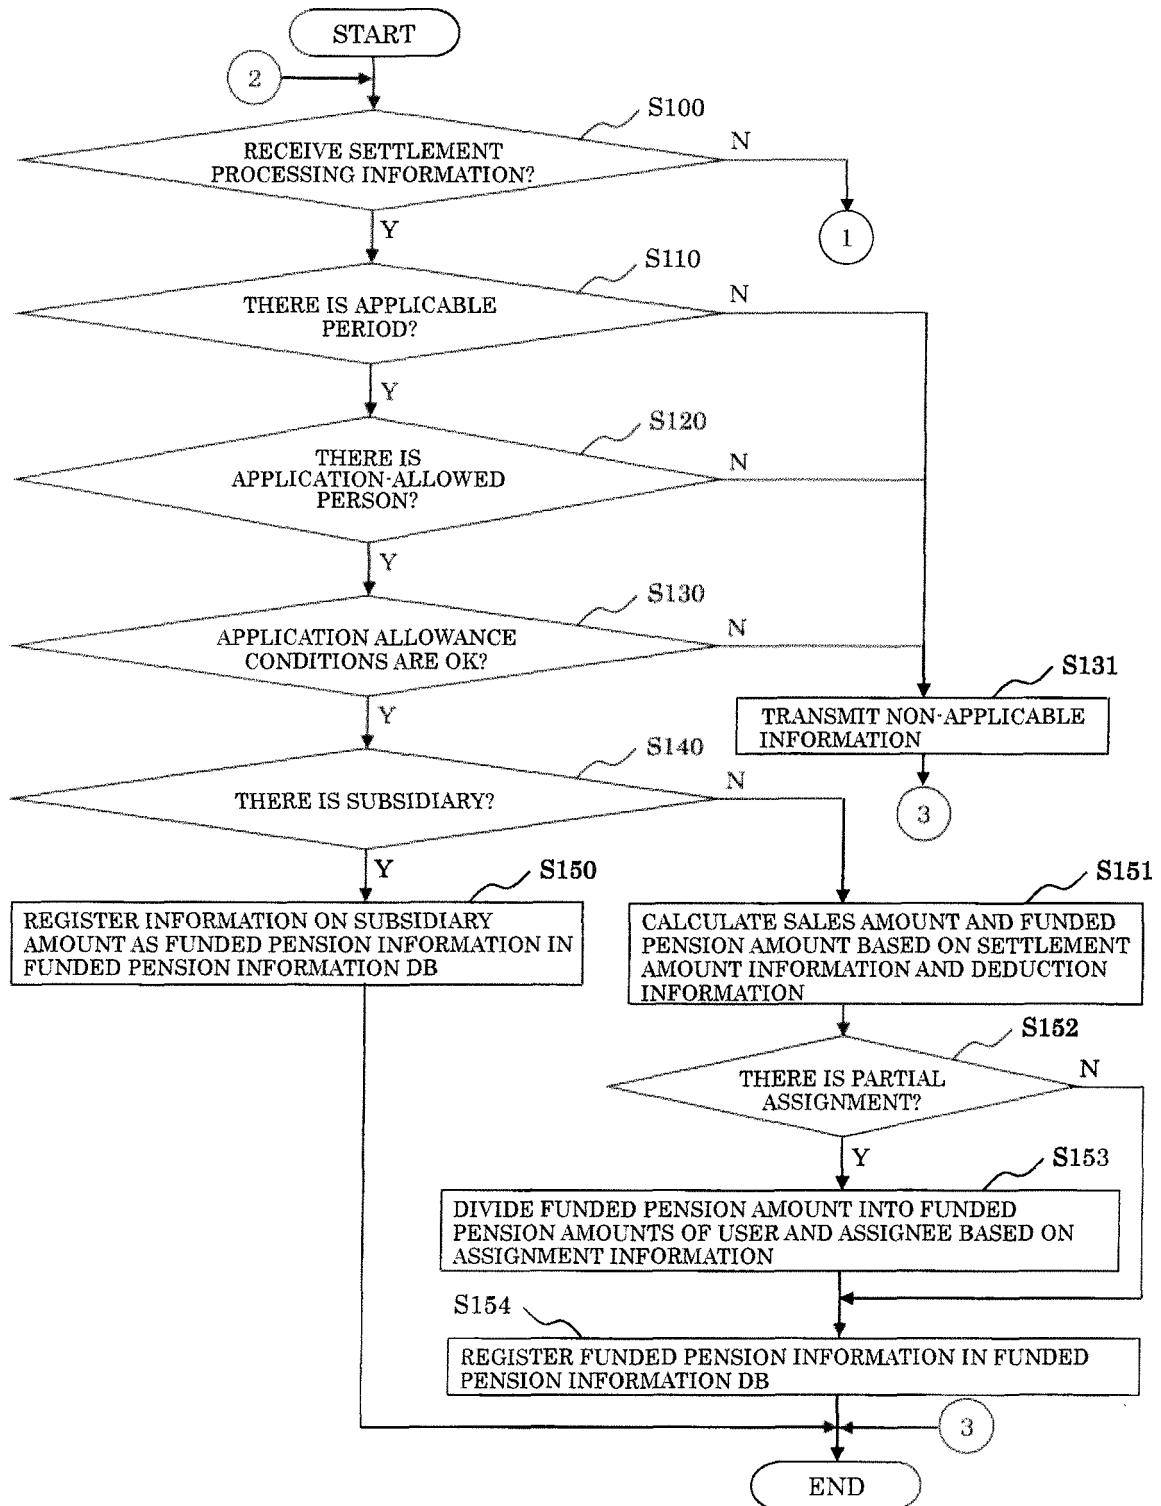 START
2
S100
RECEIVE SETTLEMENT
PROCESSING INFORMATION?
N
1
Y
S110
THERE IS APPLICABLE
PERIOD?
N
Y
S120
THERE IS
APPLICATION-ALLOWED
PERSON?
N
Y
S130
APPLICATION ALLOWANCE
CONDITIONS ARE OK?
N
S131
TRANSMIT NON-APPLICABLE
INFORMATION
3
Y
S140
THERE IS SUBSIDIARY?
N
Y
S150
REGISTER INFORMATION ON SUBSIDIARY
AMOUNT AS FUNDED PENSION INFORMATION IN
FUNDED PENSION INFORMATION DB
S151
CALCULATE SALES AMOUNT AND FUNDED
PENSION AMOUNT BASED ON SETTLEMENT
AMOUNT INFORMATION AND DEDUCTION
INFORMATION
S152
THERE IS PARTIAL
ASSIGNMENT?
N
Y
S153
DIVIDE FUNDED PENSION AMOUNT INTO FUNDED
PENSION AMOUNTS OF USER AND ASSIGNEE BASED ON
ASSIGNMENT INFORMATION
S154
REGISTER FUNDED PENSION INFORMATION IN FUNDED
PENSION INFORMATION DB
3
END